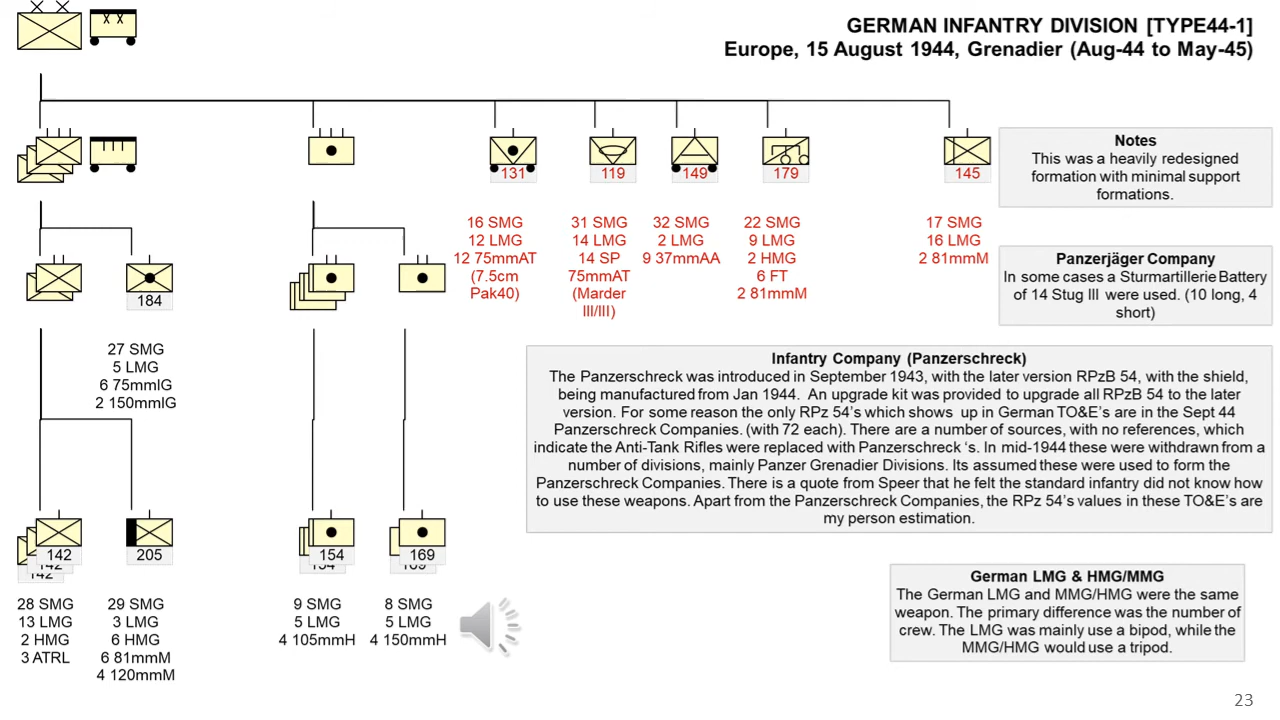 GERMAN INFANTRY DIVISION [TYPE44-1]
Europe, 15 August 1944, Grenadier (Aug-44 to May-45)
131
119
149
179
145
Notes
This was a heavily redesigned
formation with minimal support
formations.
16 SMG
12 LMG
12 75mmAT
(7.5cm
Pak40)
31 SMG
14 LMG
14 SP
75mmAT
(Marder
III/III)
32 SMG
2 LMG
9 37mmAA
22 SMG
9 LMG
2 HMG
6 FT
2 81mmM
17 SMG
16 LMG
2 81mmM
Panzerjäger Company
In some cases a Sturmartillerie Battery
of 14 Stug III were used. (10 long, 4
short)
184
27 SMG
5 LMG
6 75mmIG
2 150mmIG
Infantry Company (Panzerschreck)
The Panzerschreck was introduced in September 1943, with the later version RPzB 54, with the shield,
being manufactured from Jan 1944. An upgrade kit was provided to upgrade all RPzB 54 to the later
version. For some reason the only RPz 54's which shows up in German TO&E's are in the Sept 44
Panzerschreck Companies. (with 72 each). There are a number of sources, with no references, which
indicate the Anti-Tank Rifles were replaced with Panzerschreck 's. In mid-1944 these were withdrawn from a
number of divisions, mainly Panzer Grenadier Divisions. Its assumed these were used to form the
Panzerschreck Companies. There is a quote from Speer that he felt the standard infantry did not know how
to use these weapons. Apart from the Panzerschreck Companies, the RPz 54's values in these TO&E's are
my person estimation.
142
142
142
205
154
154
169
169
28 SMG
13 LMG
2 HMG
3 ATRL
29 SMG
3 LMG
6 HMG
6 81mmM
4 120mmM
9 SMG
5 LMG
4 105mmH
8 SMG
5 LMG
4 150mmH
German LMG & HMG/MMG
The German LMG and MMG/HMG were the same
weapon. The primary difference was the number of
crew. The LMG was mainly use a bipod, while the
MMG/HMG would use a tripod.
23